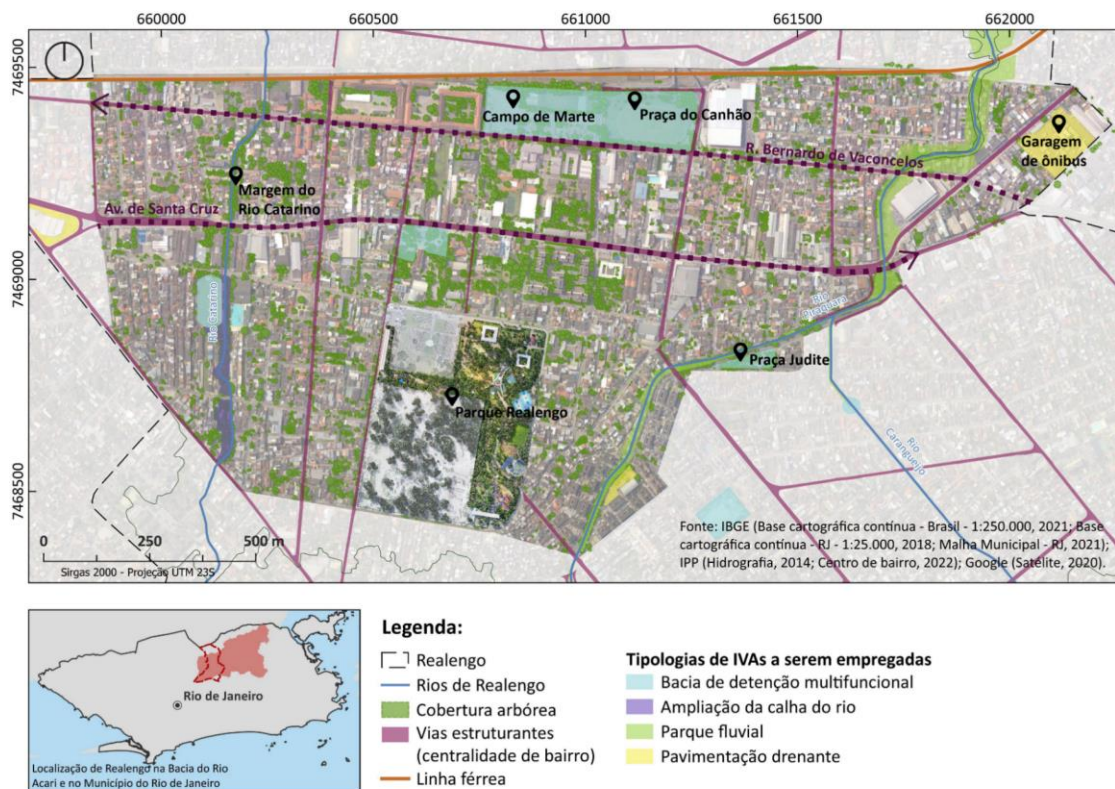 660000
660500
661000
661500
662000
7469500
7469000
7468500
Campo de Marte
Praça do Canhão
Garagem
de ônibus
R. Bernardo de Vaconcelos
Margem do
Rio Catarino
Av. de Santa Cruz
Rio Catarino
Rio
Piraquara
Praça Judite
Parque Realengo
Rio
Caranguejo
0 250 500 m
Sirgas 2000 - Projeção UTM 23S
Fonte: IBGE (Base cartográfica contínua - Brasil - 1:250.000, 2021; Base
cartográfica contínua - RJ - 1:25.000, 2018; Malha Municipal - RJ, 2021);
IPP (Hidrografia, 2014; Centro de bairro, 2022); Google (Satélite, 2020).
Rio de Janeiro
Localização de Realengo na Bacia do Rio
Acari e no Município do Rio de Janeiro
Legenda:
Realengo
Rios de Realengo
Cobertura arbórea
Vias estruturantes
(centralidade de bairro)
Linha férrea
Tipologias de IVAs a serem empregadas
Bacia de detenção multifuncional
Ampliação da calha do rio
Parque fluvial
Pavimentação drenante